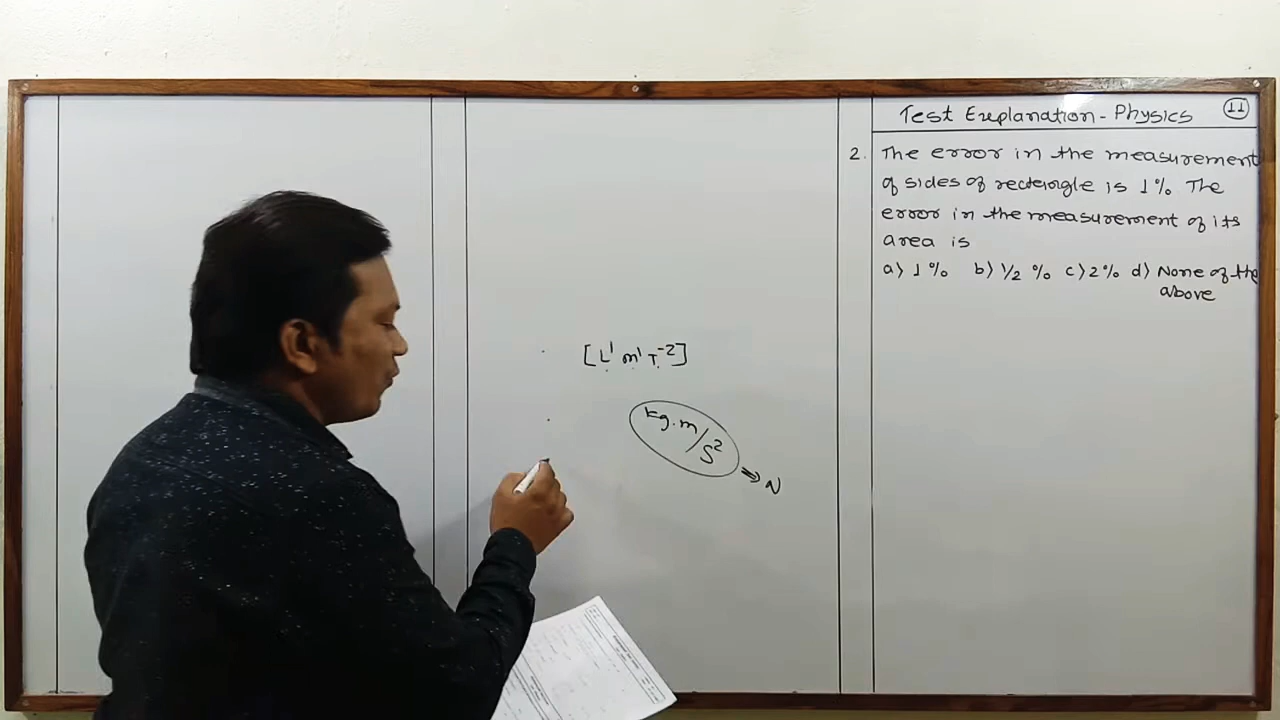 Test Explanation - Physics
11
2. The error in the measurement
of sides of rectangle is 1% The
error in the measurement of its
area is
a) 1% b) 1/2 % c) 2% d) None of the
above
[L¹ m¹ T⁻²]
kg.m/s²
⇒ N